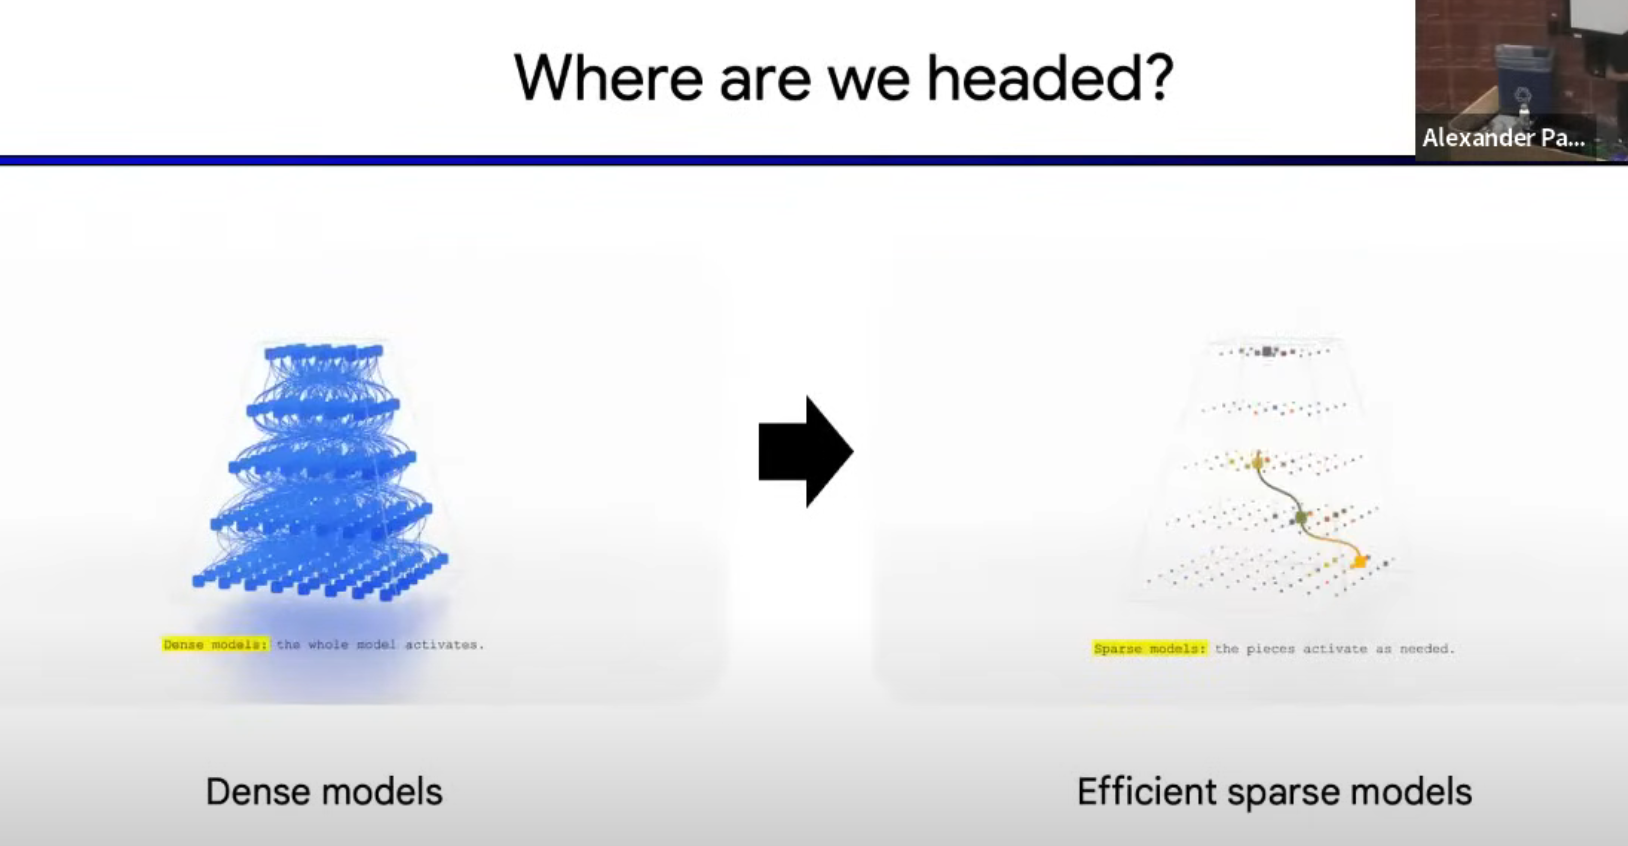 Where are we headed?
Alexander Pa...
Dense models: the whole model activates.
Sparse models: the pieces activate as needed.
Dense models
Efficient sparse models